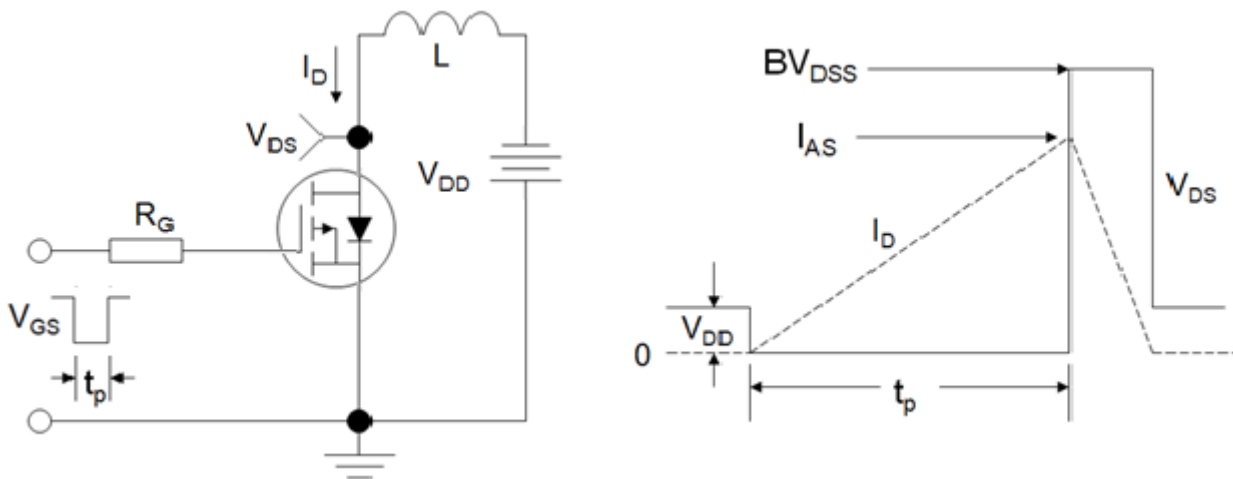 L
I_D
V_DS
V_DD
R_G
V_GS
t_p
BV_DSS
I_AS
V_DS
I_D
V_DD
0
t_p